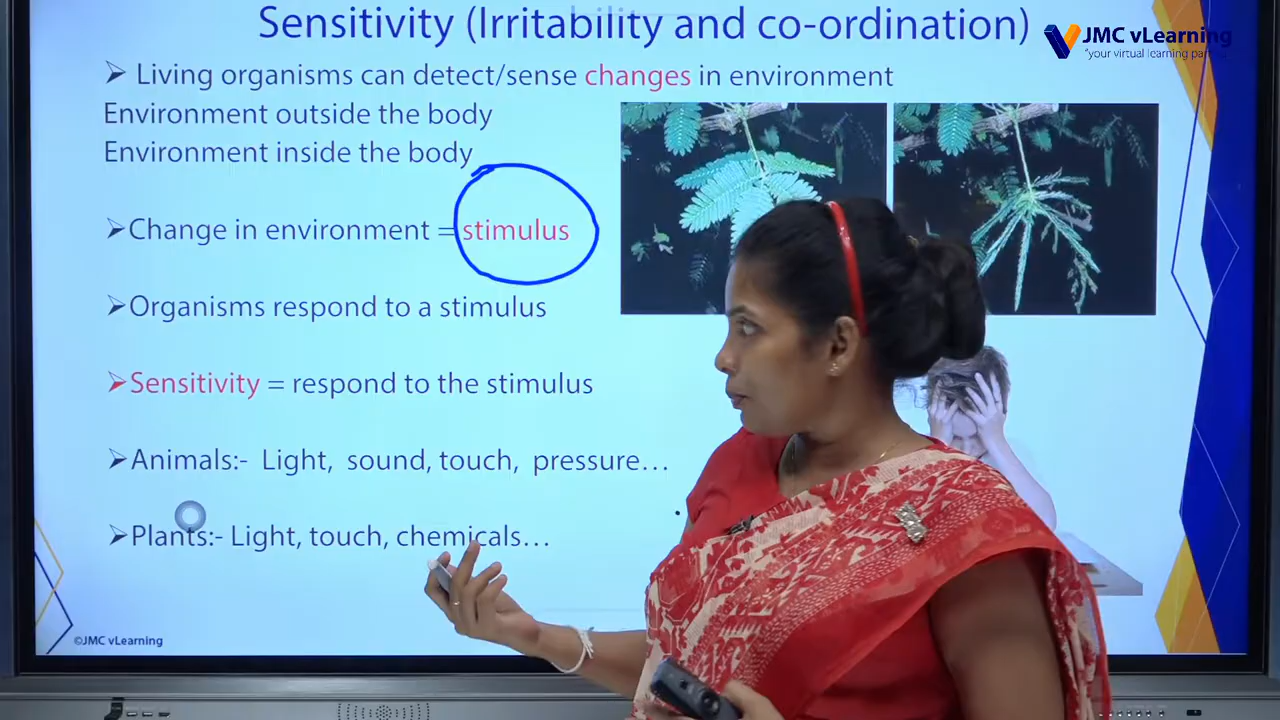 Sensitivity (Irritability and co-ordination)
JMC vLearning
"your virtual learning
➤ Living organisms can detect/sense changes in environment
Environment outside the body
Environment inside the body
➤Change in environment = stimulus
➤Organisms respond to a stimulus
➤Sensitivity = respond to the stimulus
➤Animals:- Light, sound, touch, pressure…
➤Plants:- Light, touch, chemicals…
©JMC vLearning